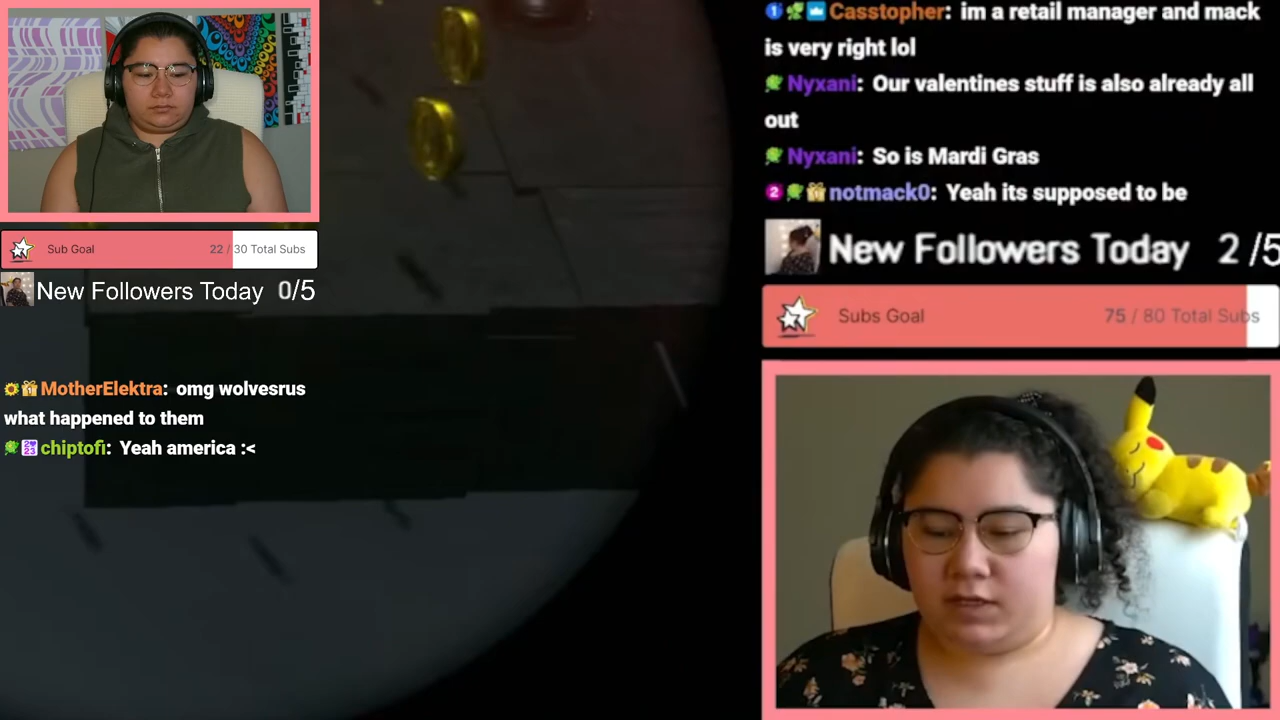 Sub Goal 22 / 30 Total Subs
New Followers Today 0/5
MotherElektra: omg wolvesrus
what happened to them
chiptofi: Yeah america :<
Casstopher: im a retail manager and mack
is very right lol
Nyxani: Our valentines stuff is also already all
out
Nyxani: So is Mardi Gras
notmack0: Yeah its supposed to be
New Followers Today 2 /5
Subs Goal 75 / 80 Total Subs